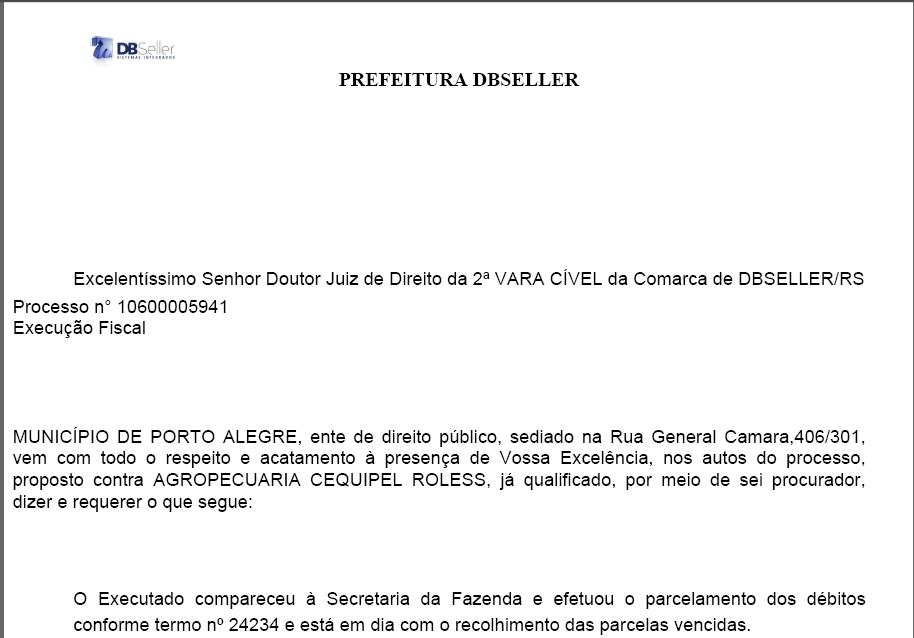 DBSeller
SISTEMAS INTEGRADOS
PREFEITURA DBSELLER
Excelentíssimo Senhor Doutor Juiz de Direito da 2ª VARA CÍVEL da Comarca de DBSELLER/RS
Processo n° 10600005941
Execução Fiscal
MUNICÍPIO DE PORTO ALEGRE, ente de direito público, sediado na Rua General Camara,406/301,
vem com todo o respeito e acatamento à presença de Vossa Excelência, nos autos do processo,
proposto contra AGROPECUARIA CEQUIPEL ROLESS, já qualificado, por meio de sei procurador,
dizer e requerer o que segue:
O Executado compareceu à Secretaria da Fazenda e efetuou o parcelamento dos débitos
conforme termo nº 24234 e está em dia com o recolhimento das parcelas vencidas.